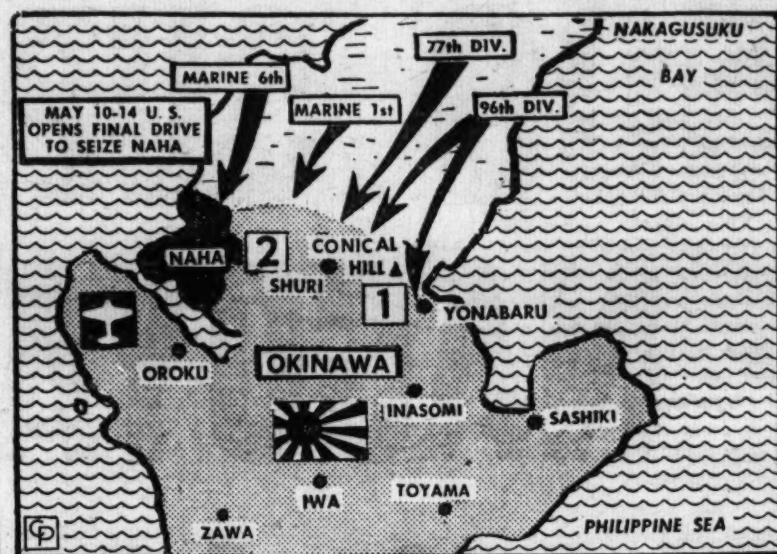 NAKAGUSUKU
BAY
77th DIV.
MARINE 6th
MARINE 1st
96th DIV.
MAY 10-14 U. S.
OPENS FINAL DRIVE
TO SEIZE NAHA
NAHA
2
CONICAL
HILL
SHURI
1
YONABARU
OROKU
OKINAWA
INASOMI
SASHIKI
IWA
TOYAMA
ZAWA
PHILIPPINE SEA
CP